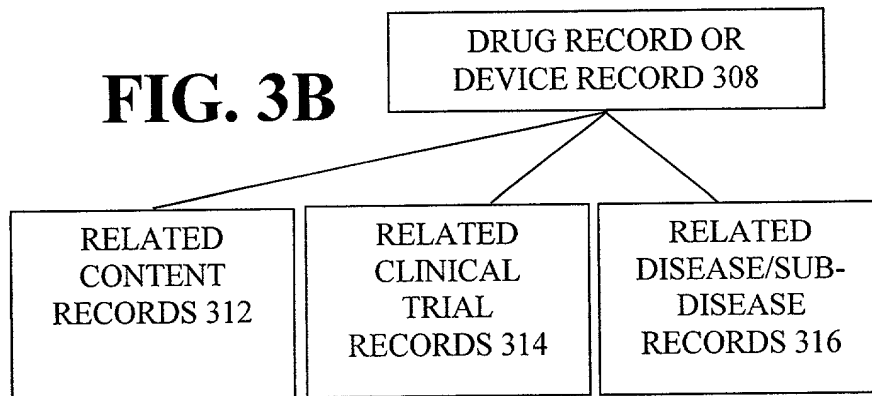 FIG. 3B
DRUG RECORD OR
DEVICE RECORD 308
RELATED
CONTENT
RECORDS 312
RELATED
CLINICAL
TRIAL
RECORDS 314
RELATED
DISEASE/SUB-
DISEASE
RECORDS 316